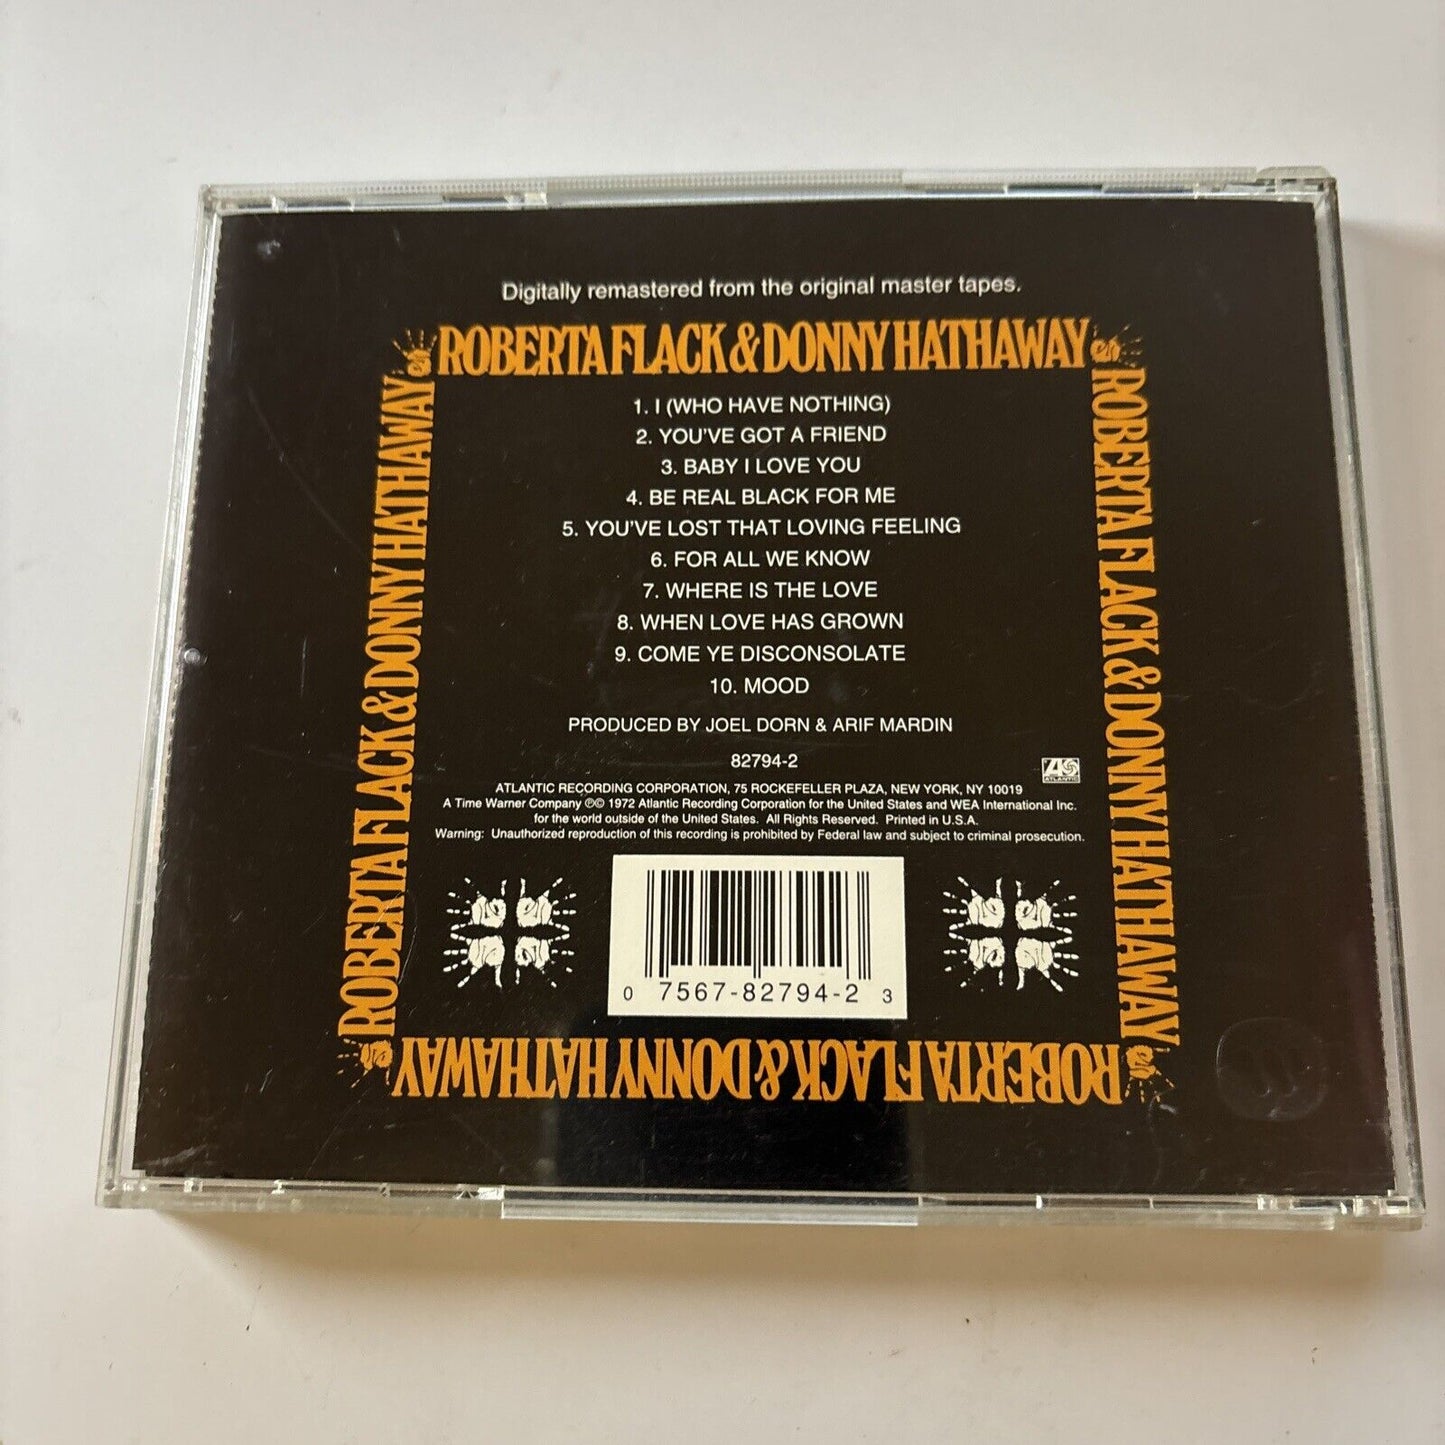 Digitally remastered from the original master tapes.
ROBERTA FLACK & DONNY HATHAWAY
ROBERTA FLACK & DONNY HATHAWAY
ROBERTA FLACK & DONNY HATHAWAY
1. I (WHO HAVE NOTHING)
2. YOU'VE GOT A FRIEND
3. BABY I LOVE YOU
4. BE REAL BLACK FOR ME
5. YOU'VE LOST THAT LOVING FEELING
6. FOR ALL WE KNOW
7. WHERE IS THE LOVE
8. WHEN LOVE HAS GROWN
9. COME YE DISCONSOLATE
10. MOOD
PRODUCED BY JOEL DORN & ARIF MARDIN
82794-2
ATLANTIC
ATLANTIC RECORDING CORPORATION, 75 ROCKEFELLER PLAZA, NEW YORK, NY 10019
A Time Warner Company ℗© 1972 Atlantic Recording Corporation for the United States and WEA International Inc.
for the world outside of the United States. All Rights Reserved. Printed in U.S.A.
Warning: Unauthorized reproduction of this recording is prohibited by Federal law and subject to criminal prosecution.
0 7567-82794-2 3
ROBERTA FLACK & DONNY HATHAWAY